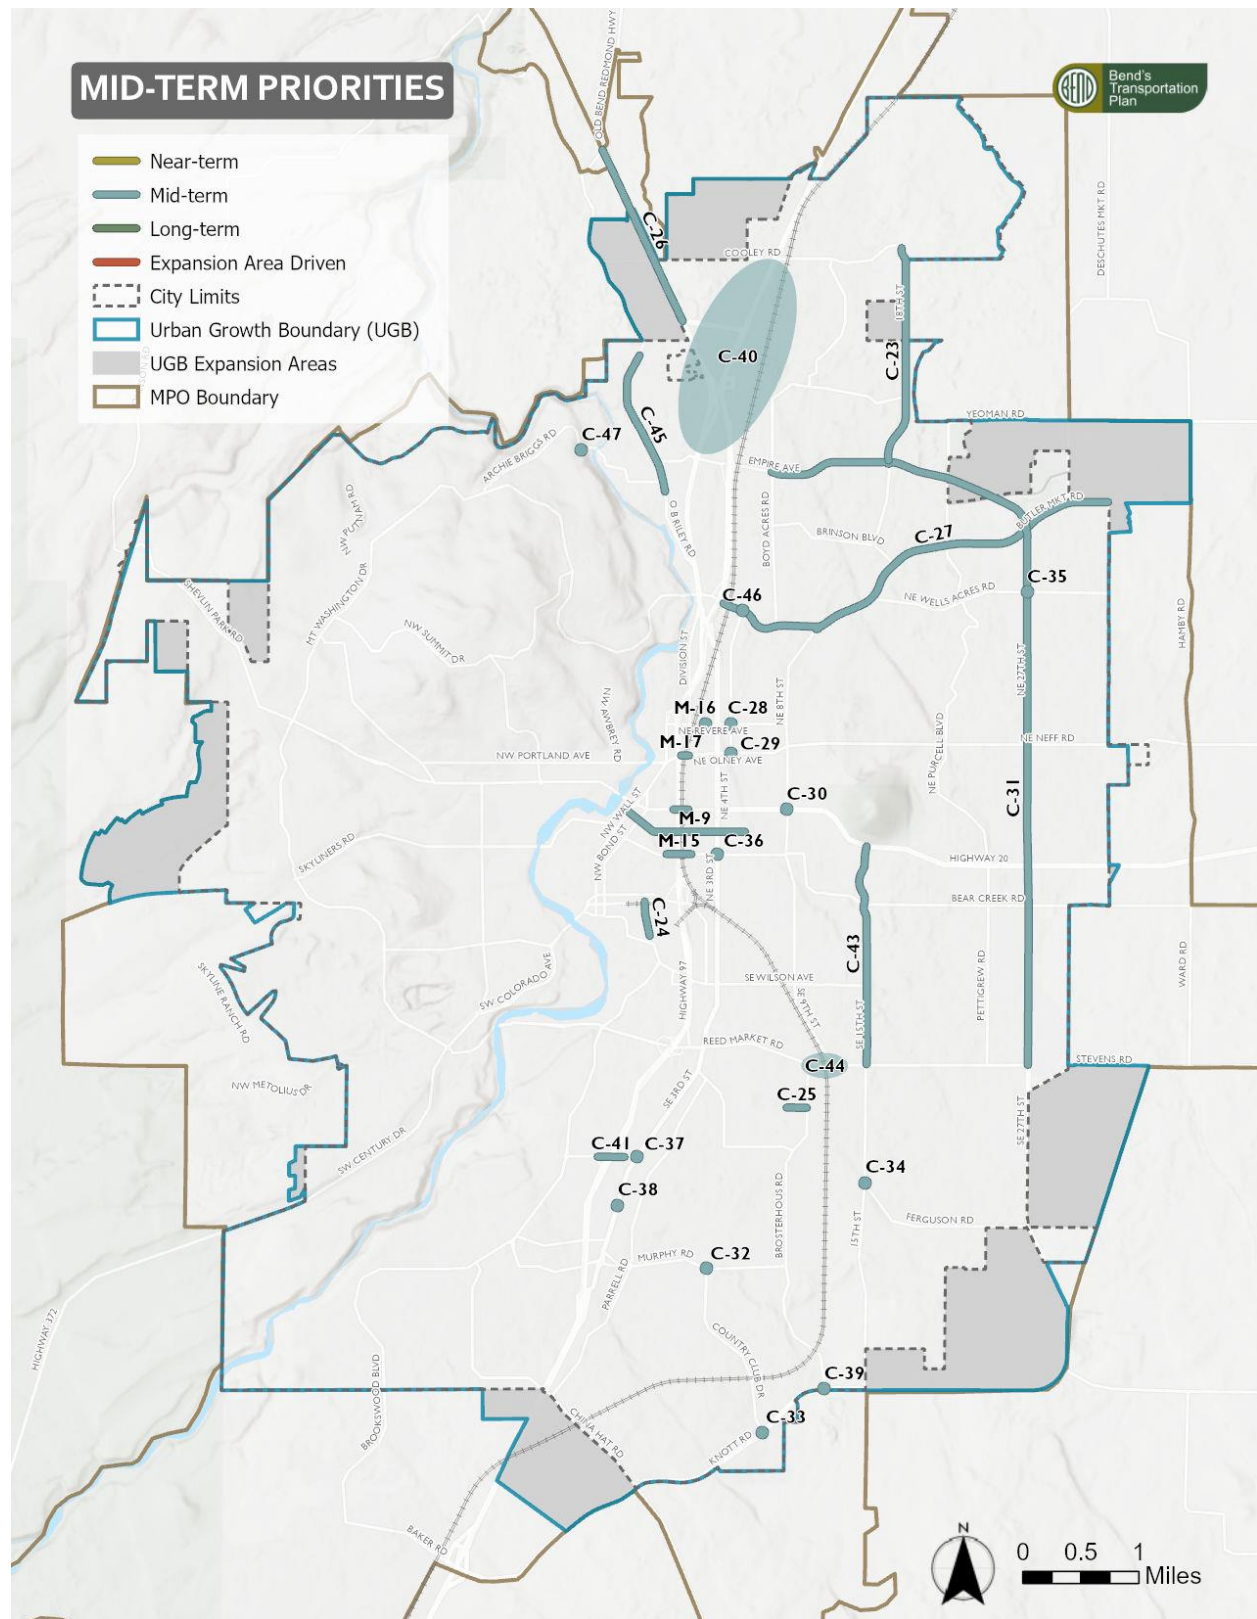 OLD BEND REDMOND HWY
MID-TERM PRIORITIES
BEND
Bend's
Transportation
Plan
Near-term
Mid-term
Long-term
Expansion Area Driven
City Limits
Urban Growth Boundary (UGB)
UGB Expansion Areas
MPO Boundary
DESCHUTES MKT RD
C-26
COOLEY RD
18TH ST
C-23
C-40
YEOMAN RD
C-45
C-47
ARCHIE BRIGGS RD
EMPIRE AVE
NW PUTNAM RD
O B RILEY RD
BOYD ACRES RD
BUTLER MKT RD
BRINSON BLVD
C-27
SHEVLIN PARK RD
MT WASHINGTON DR
C-46
C-35
NE WELLS ACRES RD
HAMBY RD
NW SUMMIT DR
DIVISION ST
NE 27TH ST
NW AWBREY RD
NE 8TH ST
M-16
C-28
NE REVERE AVE
NE PURCELL BLVD
M-17
C-29
NE NEFF RD
NW PORTLAND AVE
NE OLNEY AVE
NE 4TH ST
C-30
C-31
NW WALL ST
M-9
NW BOND ST
M-15
C-36
SKYLINERS RD
HIGHWAY 20
NE 3RD ST
BEAR CREEK RD
C-24
C-43
WARD RD
SKYLINE RANCH RD
SW COLORADO AVE
HIGHWAY 97
SE WILSON AVE
SE 9TH ST
PETTIGREW RD
SE 15TH ST
REED MARKET RD
C-44
STEVENS RD
NW METOLIUS DR
SE 3RD ST
C-25
SE 27TH ST
SW CENTURY DR
C-41
C-37
C-34
C-38
BROSTERHOUS RD
15TH ST
FERGUSON RD
MURPHY RD
C-32
PARRELL RD
HIGHWAY 372
COUNTRY CLUB DR
BROOKSWOOD BLVD
C-39
CHINA HAT RD
C-33
KNOTT RD
BAKER RD
N
0 0.5 1
Miles